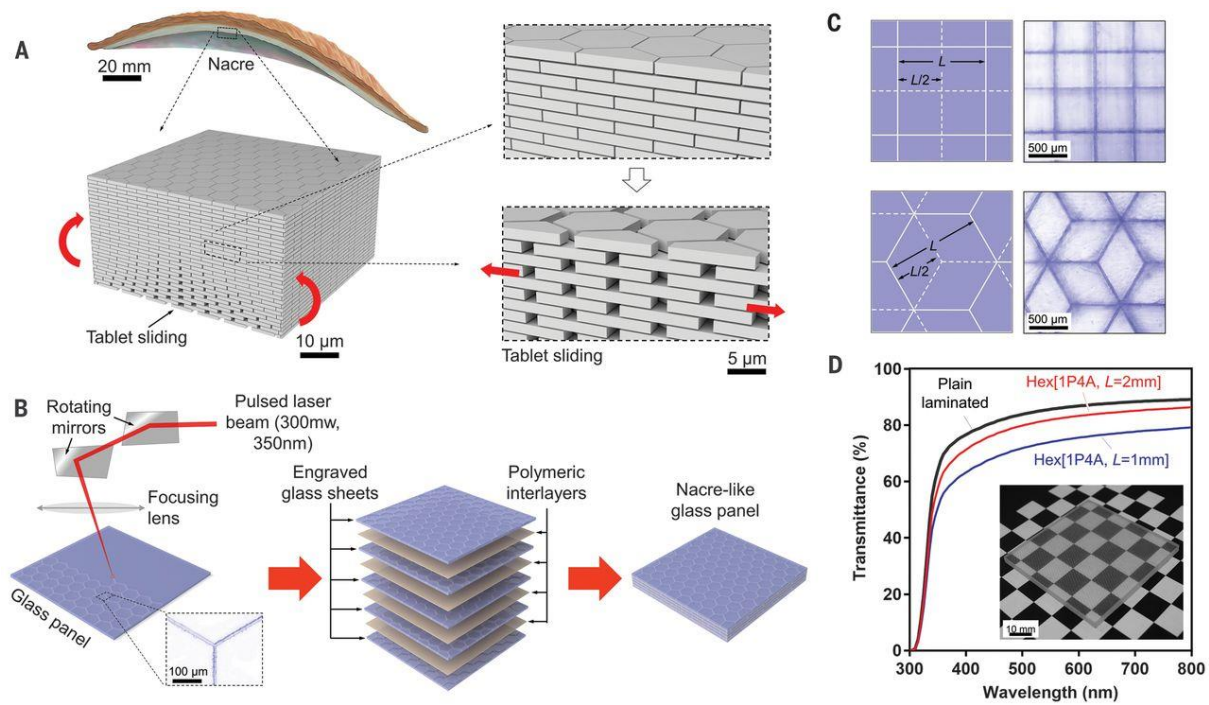 A
20 mm
Nacre
Tablet sliding
10 µm
Tablet sliding
5 µm
B
Rotating
mirrors
Pulsed laser
beam (300mw,
350nm)
Focusing
lens
Glass panel
100 µm
Engraved
glass sheets
Polymeric
interlayers
Nacre-like
glass panel
C
L
L/2
500 µm
L
L/2
500 µm
D
Transmittance (%)
100
80
60
40
20
0
Plain
laminated
Hex[1P4A, L=2mm]
Hex[1P4A, L=1mm]
10 mm
300 400 500 600 700 800
Wavelength (nm)